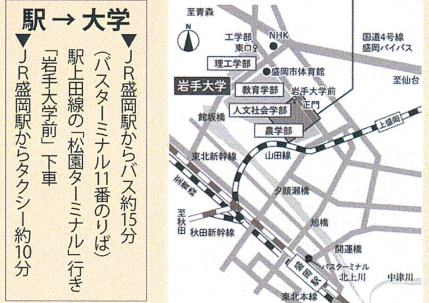 駅→大学
▼JR盛岡駅からバス約15分
(バスターミナル11番のりば)
駅上田線の「松園ターミナル」行き
「岩手大学前」下車
▼JR盛岡駅からタクシー約10分
至青森
N
NHK
国道4号線
盛岡バイパス
工学部
東口
理工学部
盛岡市体育館
至仙台
岩手大学
教育学部
岩手大学前
正門
人文社会学部
館坂橋
農学部
上盛岡
東北新幹線
山田線
至青森
夕顔瀬橋
至秋田
旭橋
秋田新幹線
開運橋
盛岡駅
バスターミナル
北上川
中津川
東北本線